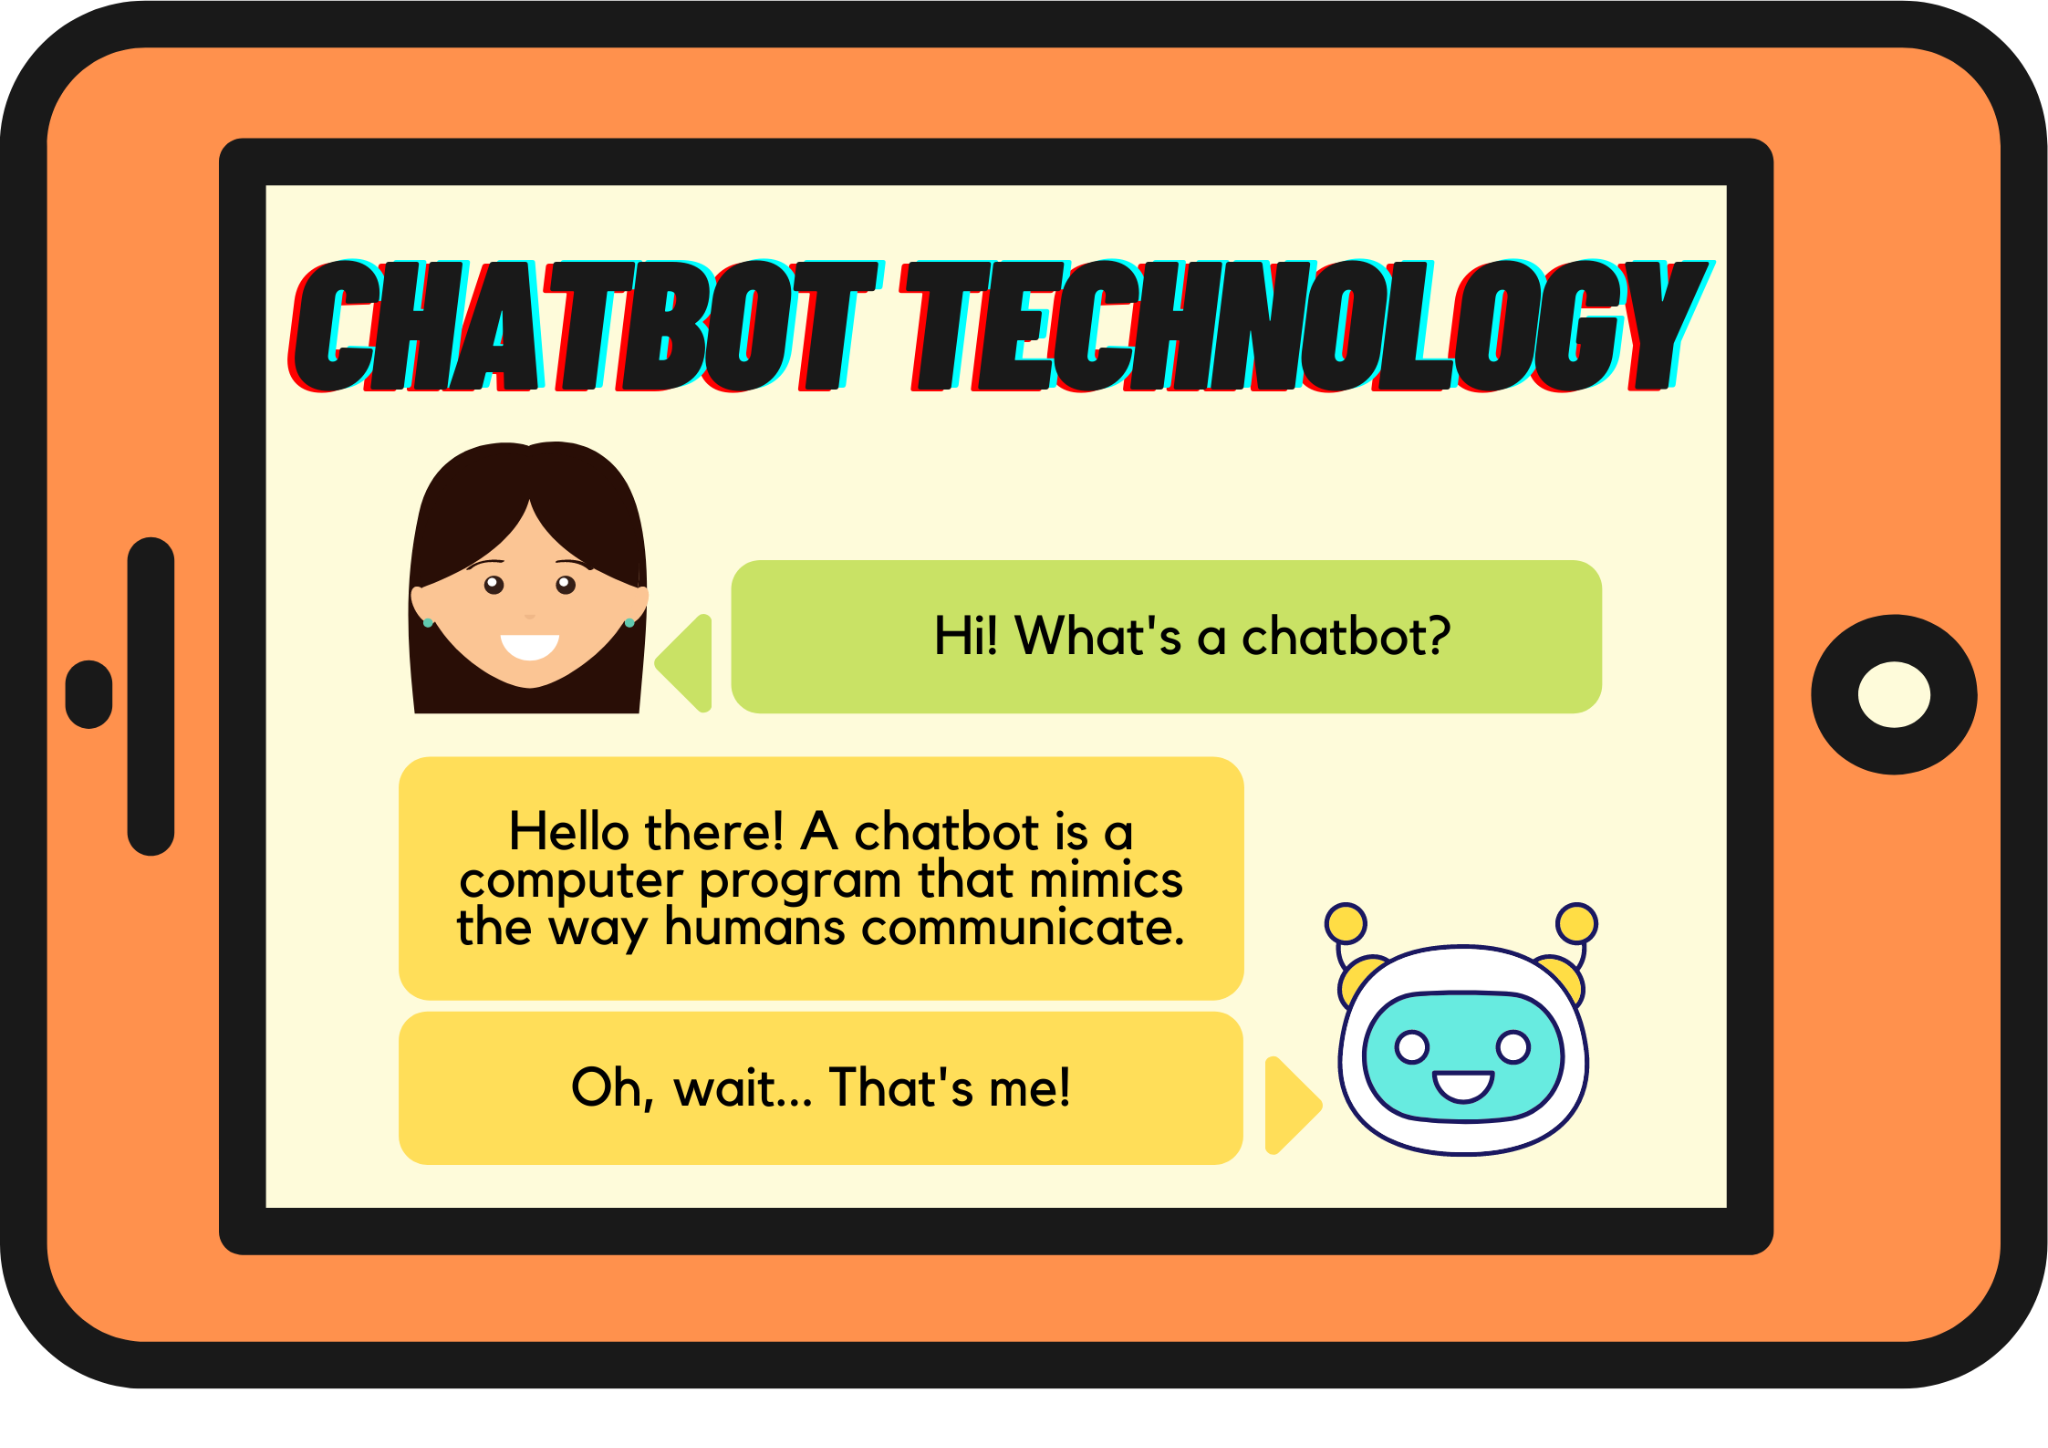 CHATBOT TECHNOLOGY
Hi! What's a chatbot?
Hello there! A chatbot is a
computer program that mimics
the way humans communicate.
Oh, wait... That's me!